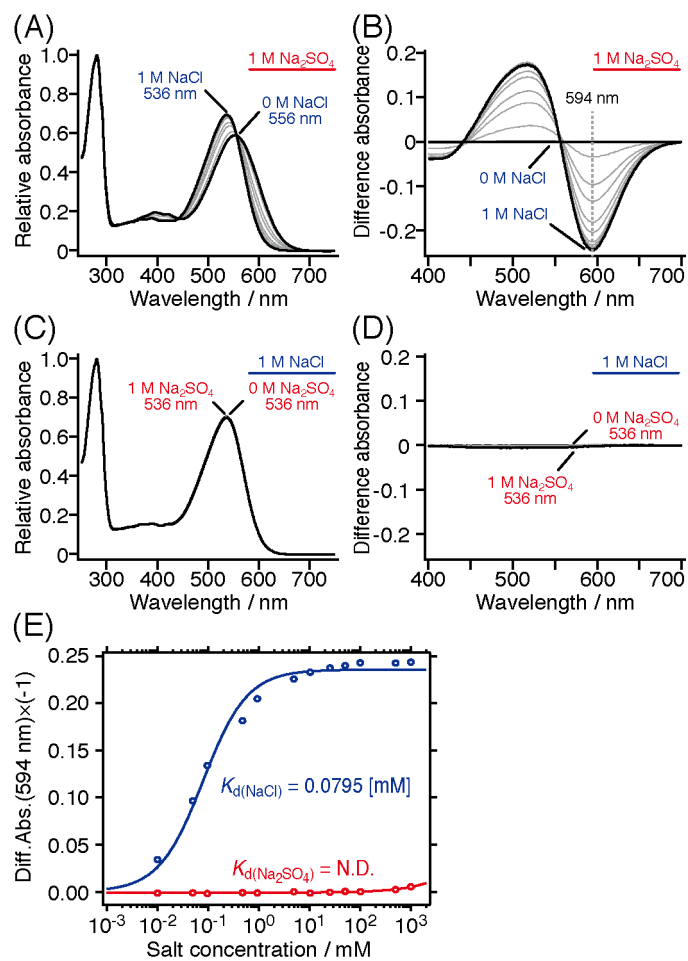 (A)
1 M Na2SO4
1 M NaCl
536 nm
0 M NaCl
556 nm
Relative absorbance
1.0
0.8
0.6
0.4
0.2
0
300 400 500 600 700
Wavelength / nm
(B)
1 M Na2SO4
594 nm
0 M NaCl
1 M NaCl
Difference absorbance
0.2
0.1
0
-0.1
-0.2
400 500 600 700
Wavelength / nm
(C)
1 M NaCl
1 M Na2SO4
536 nm
0 M Na2SO4
536 nm
Relative absorbance
1.0
0.8
0.6
0.4
0.2
0
300 400 500 600 700
Wavelength / nm
(D)
1 M NaCl
0 M Na2SO4
536 nm
1 M Na2SO4
536 nm
Difference absorbance
0.2
0.1
0
-0.1
-0.2
400 500 600 700
Wavelength / nm
(E)
Diff.Abs.(594 nm)×(-1)
0.25
0.20
0.15
0.10
0.05
0.00
Kd(NaCl) = 0.0795 [mM]
Kd(Na2SO4) = N.D.
10-3 10-2 10-1 100 101 102 103
Salt concentration / mM